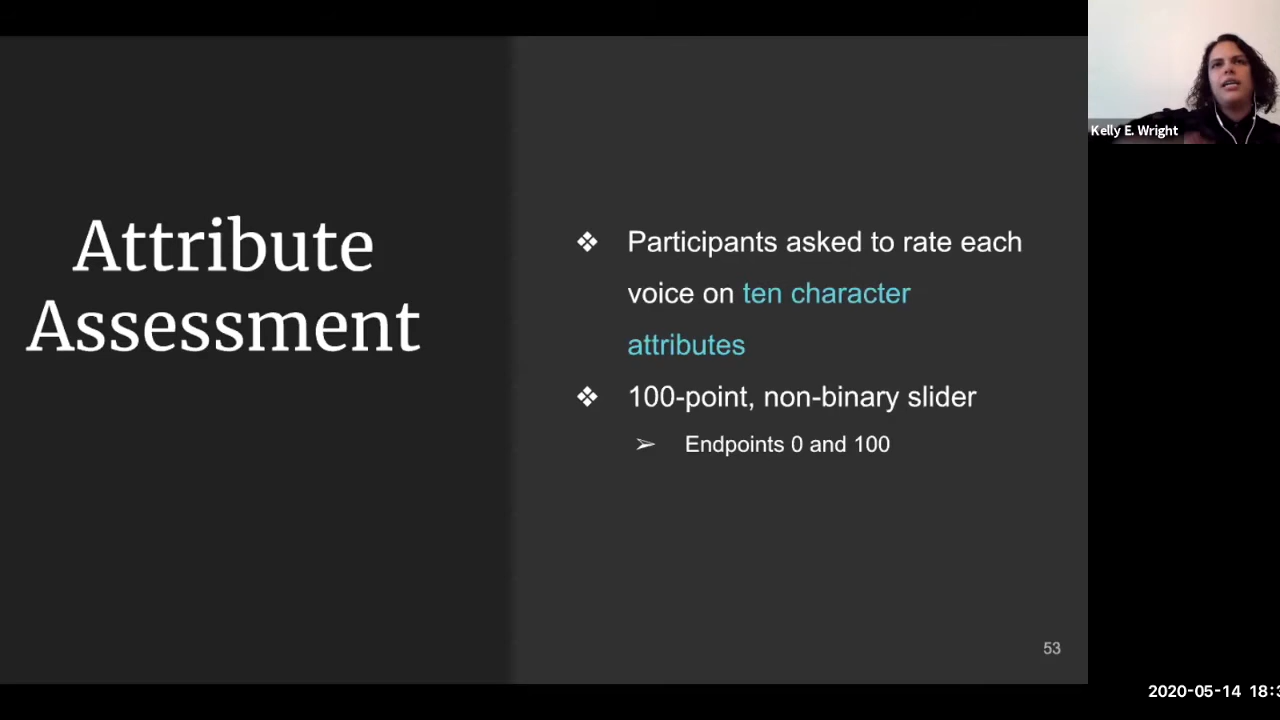 Attribute
Assessment
❖ Participants asked to rate each
voice on ten character
attributes
❖ 100-point, non-binary slider
➢ Endpoints 0 and 100
53
Kelly E. Wright
2020-05-14 18:3